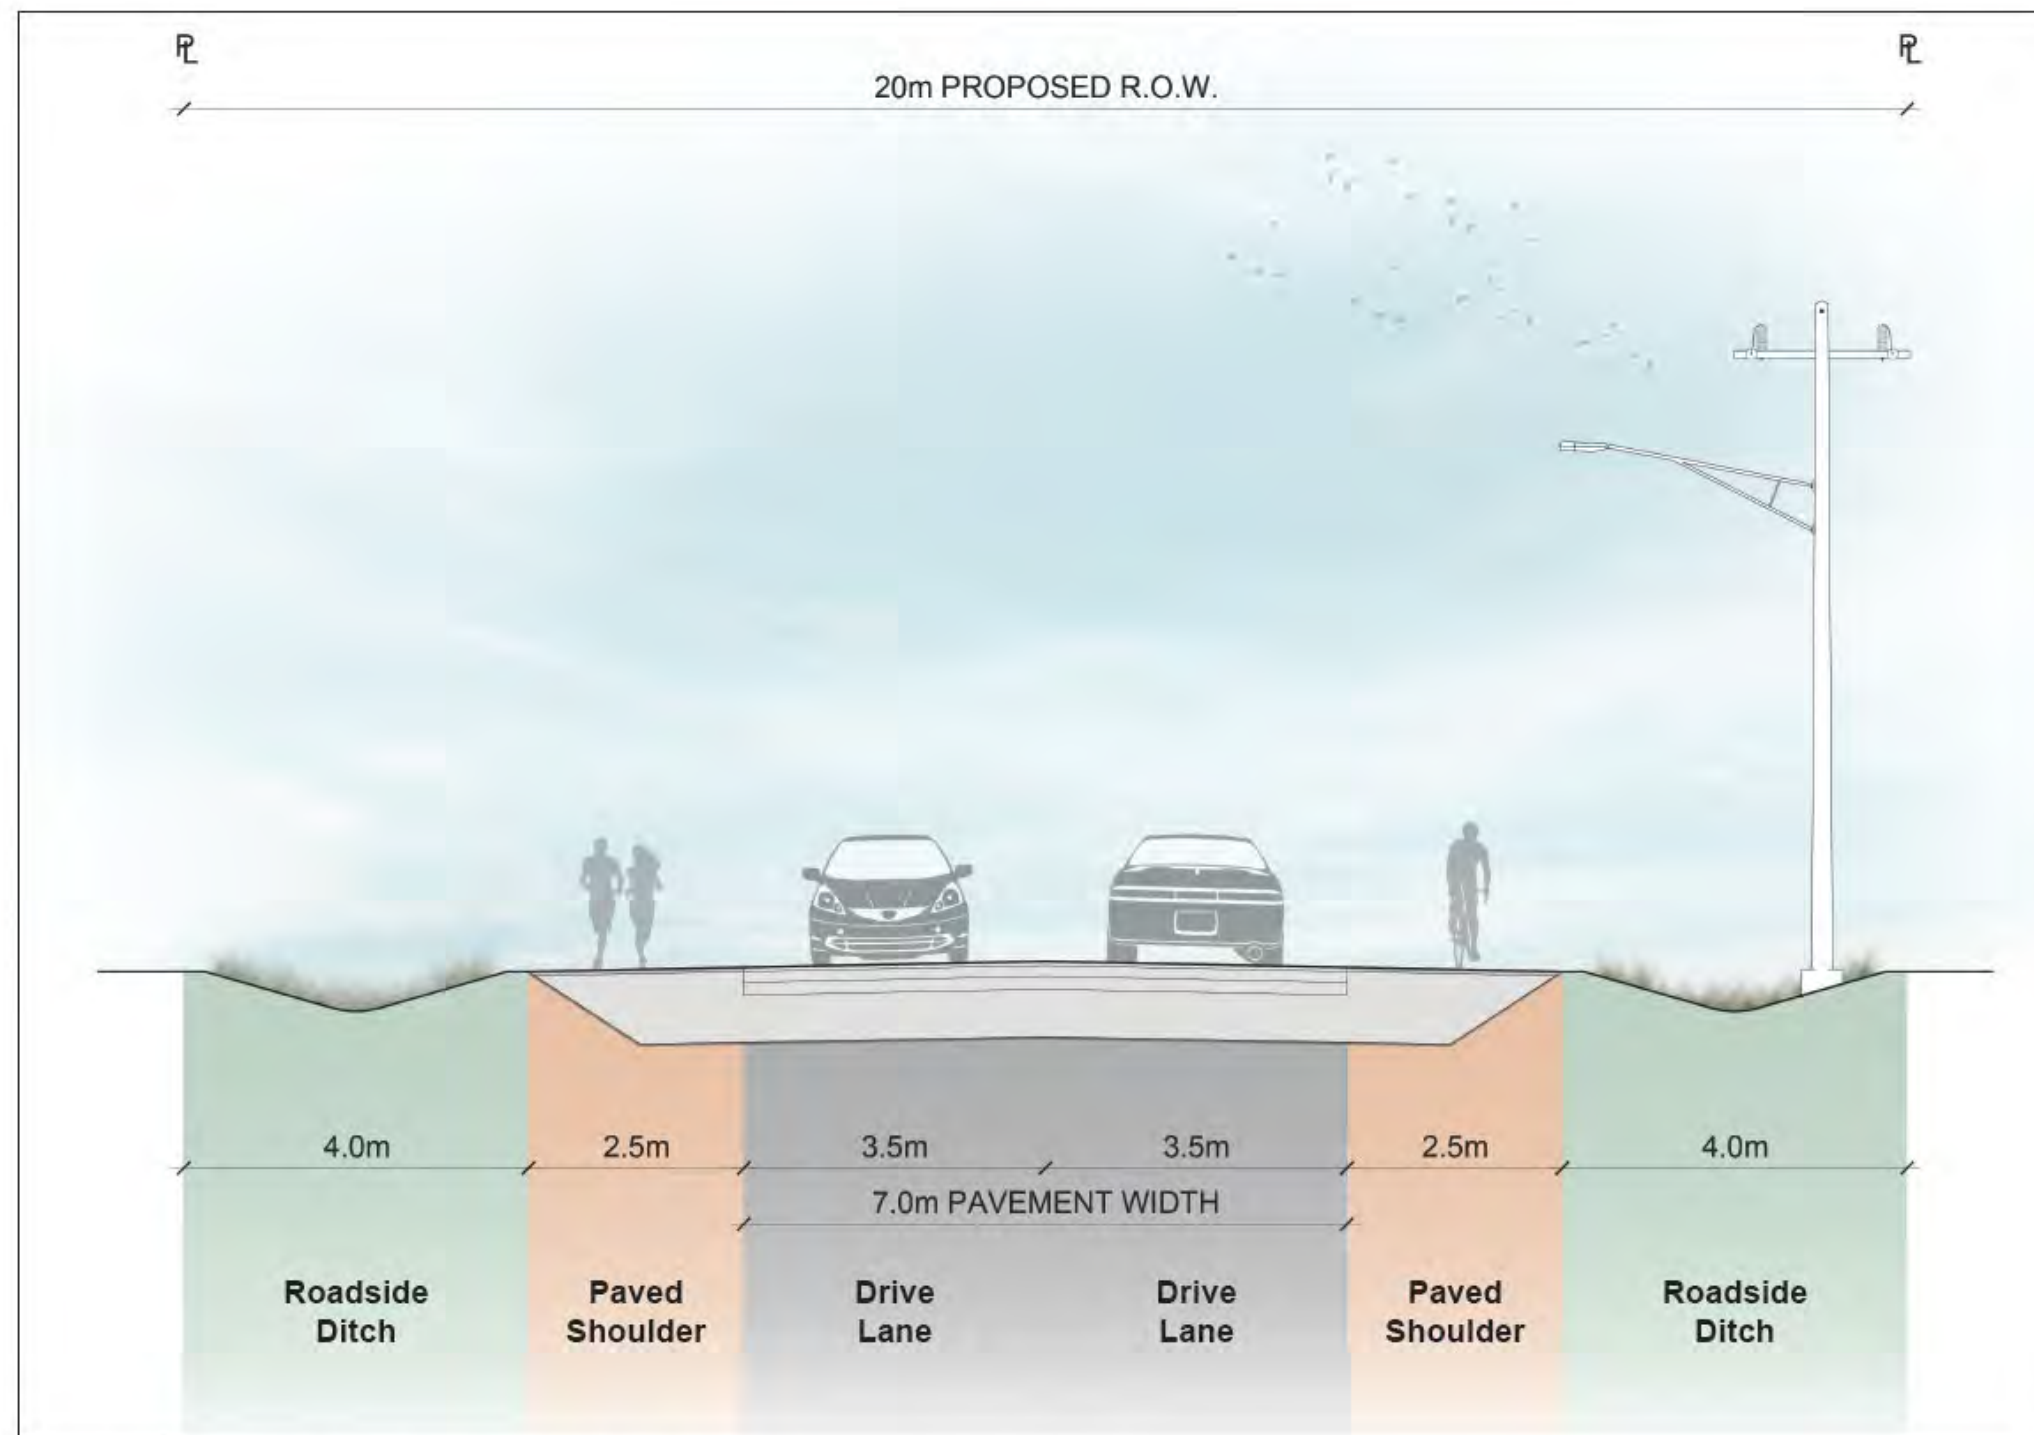 PL PL
20m PROPOSED R.O.W.
4.0m 2.5m 3.5m 3.5m 2.5m 4.0m
7.0m PAVEMENT WIDTH
Roadside Paved Drive Drive Paved Roadside
Ditch Shoulder Lane Lane Shoulder Ditch